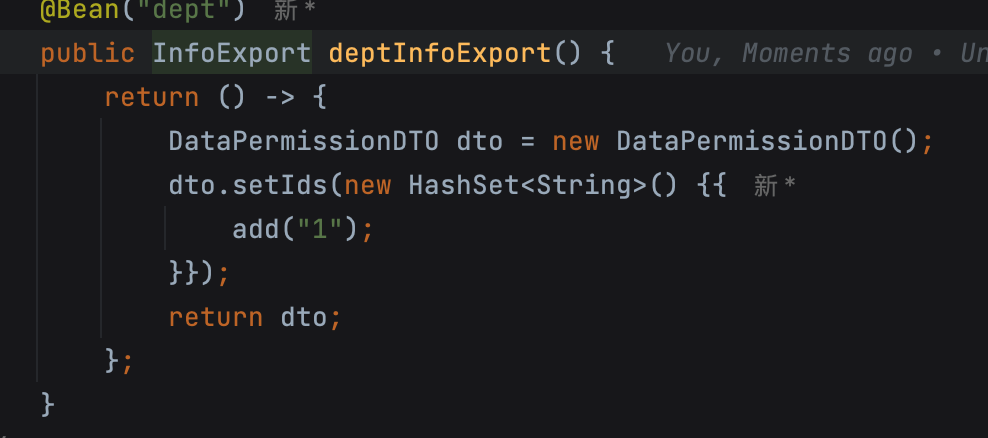 @Bean("dept") 新 *
public InfoExport deptInfoExport() { You, Moments ago • Un
return () -> {
DataPermissionDTO dto = new DataPermissionDTO();
dto.setIds(new HashSet<String>() {{ 新 *
add("1");
}});
return dto;
};
}